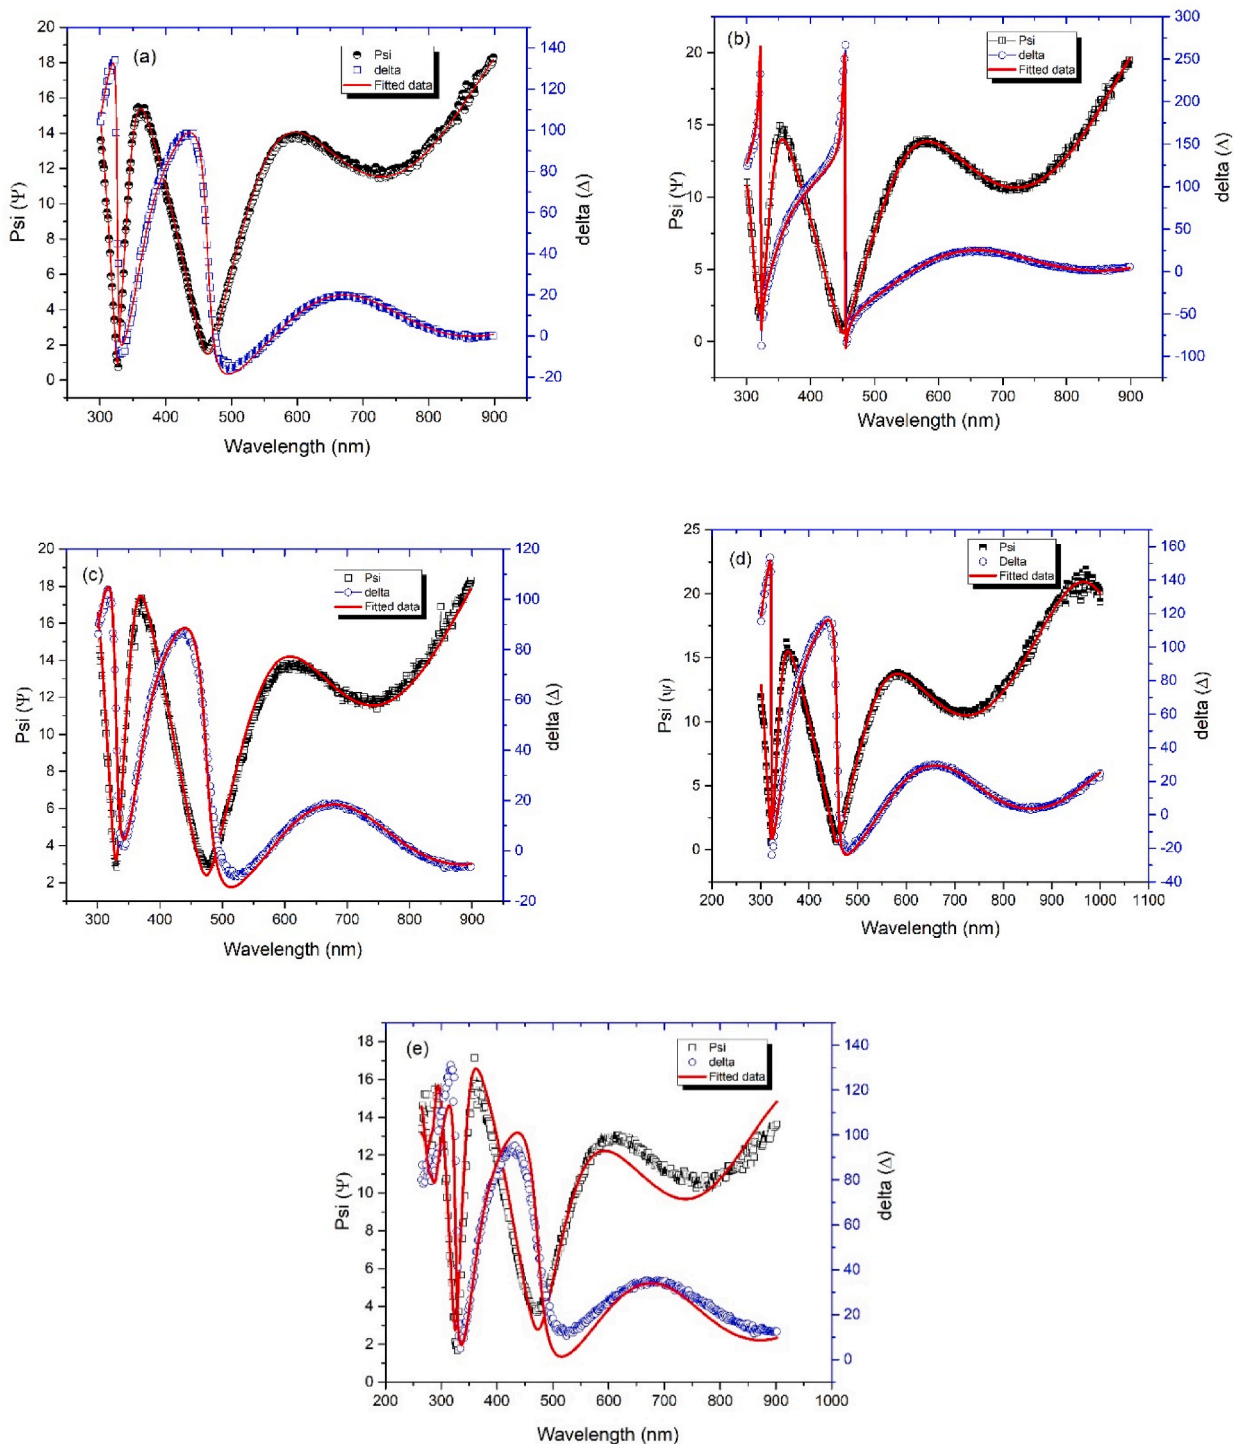 (a)
Psi
delta
Fitted data
20
18
16
14
12
10
8
6
4
2
0
Psi (Ψ)
140
120
100
80
60
40
20
0
-20
delta (Δ)
300 400 500 600 700 800 900
Wavelength (nm)
(b)
Psi
delta
Fitted data
20
15
10
5
0
Psi (Ψ)
300
250
200
150
100
50
0
-50
-100
delta (Δ)
300 400 500 600 700 800 900
Wavelength (nm)
(c)
Psi
delta
Fitted data
20
18
16
14
12
10
8
6
4
2
Psi (Ψ)
120
100
80
60
40
20
0
-20
delta (Δ)
300 400 500 600 700 800 900
Wavelength (nm)
(d)
Psi
Delta
Fitted data
25
20
15
10
5
0
Psi (ψ)
160
140
120
100
80
60
40
20
0
-20
-40
delta (Δ)
200 300 400 500 600 700 800 900 1000 1100
Wavelength (nm)
(e)
Psi
delta
Fitted data
18
16
14
12
10
8
6
4
2
0
Psi (Ψ)
140
120
100
80
60
40
20
0
delta (Δ)
200 300 400 500 600 700 800 900 1000
Wavelength (nm)